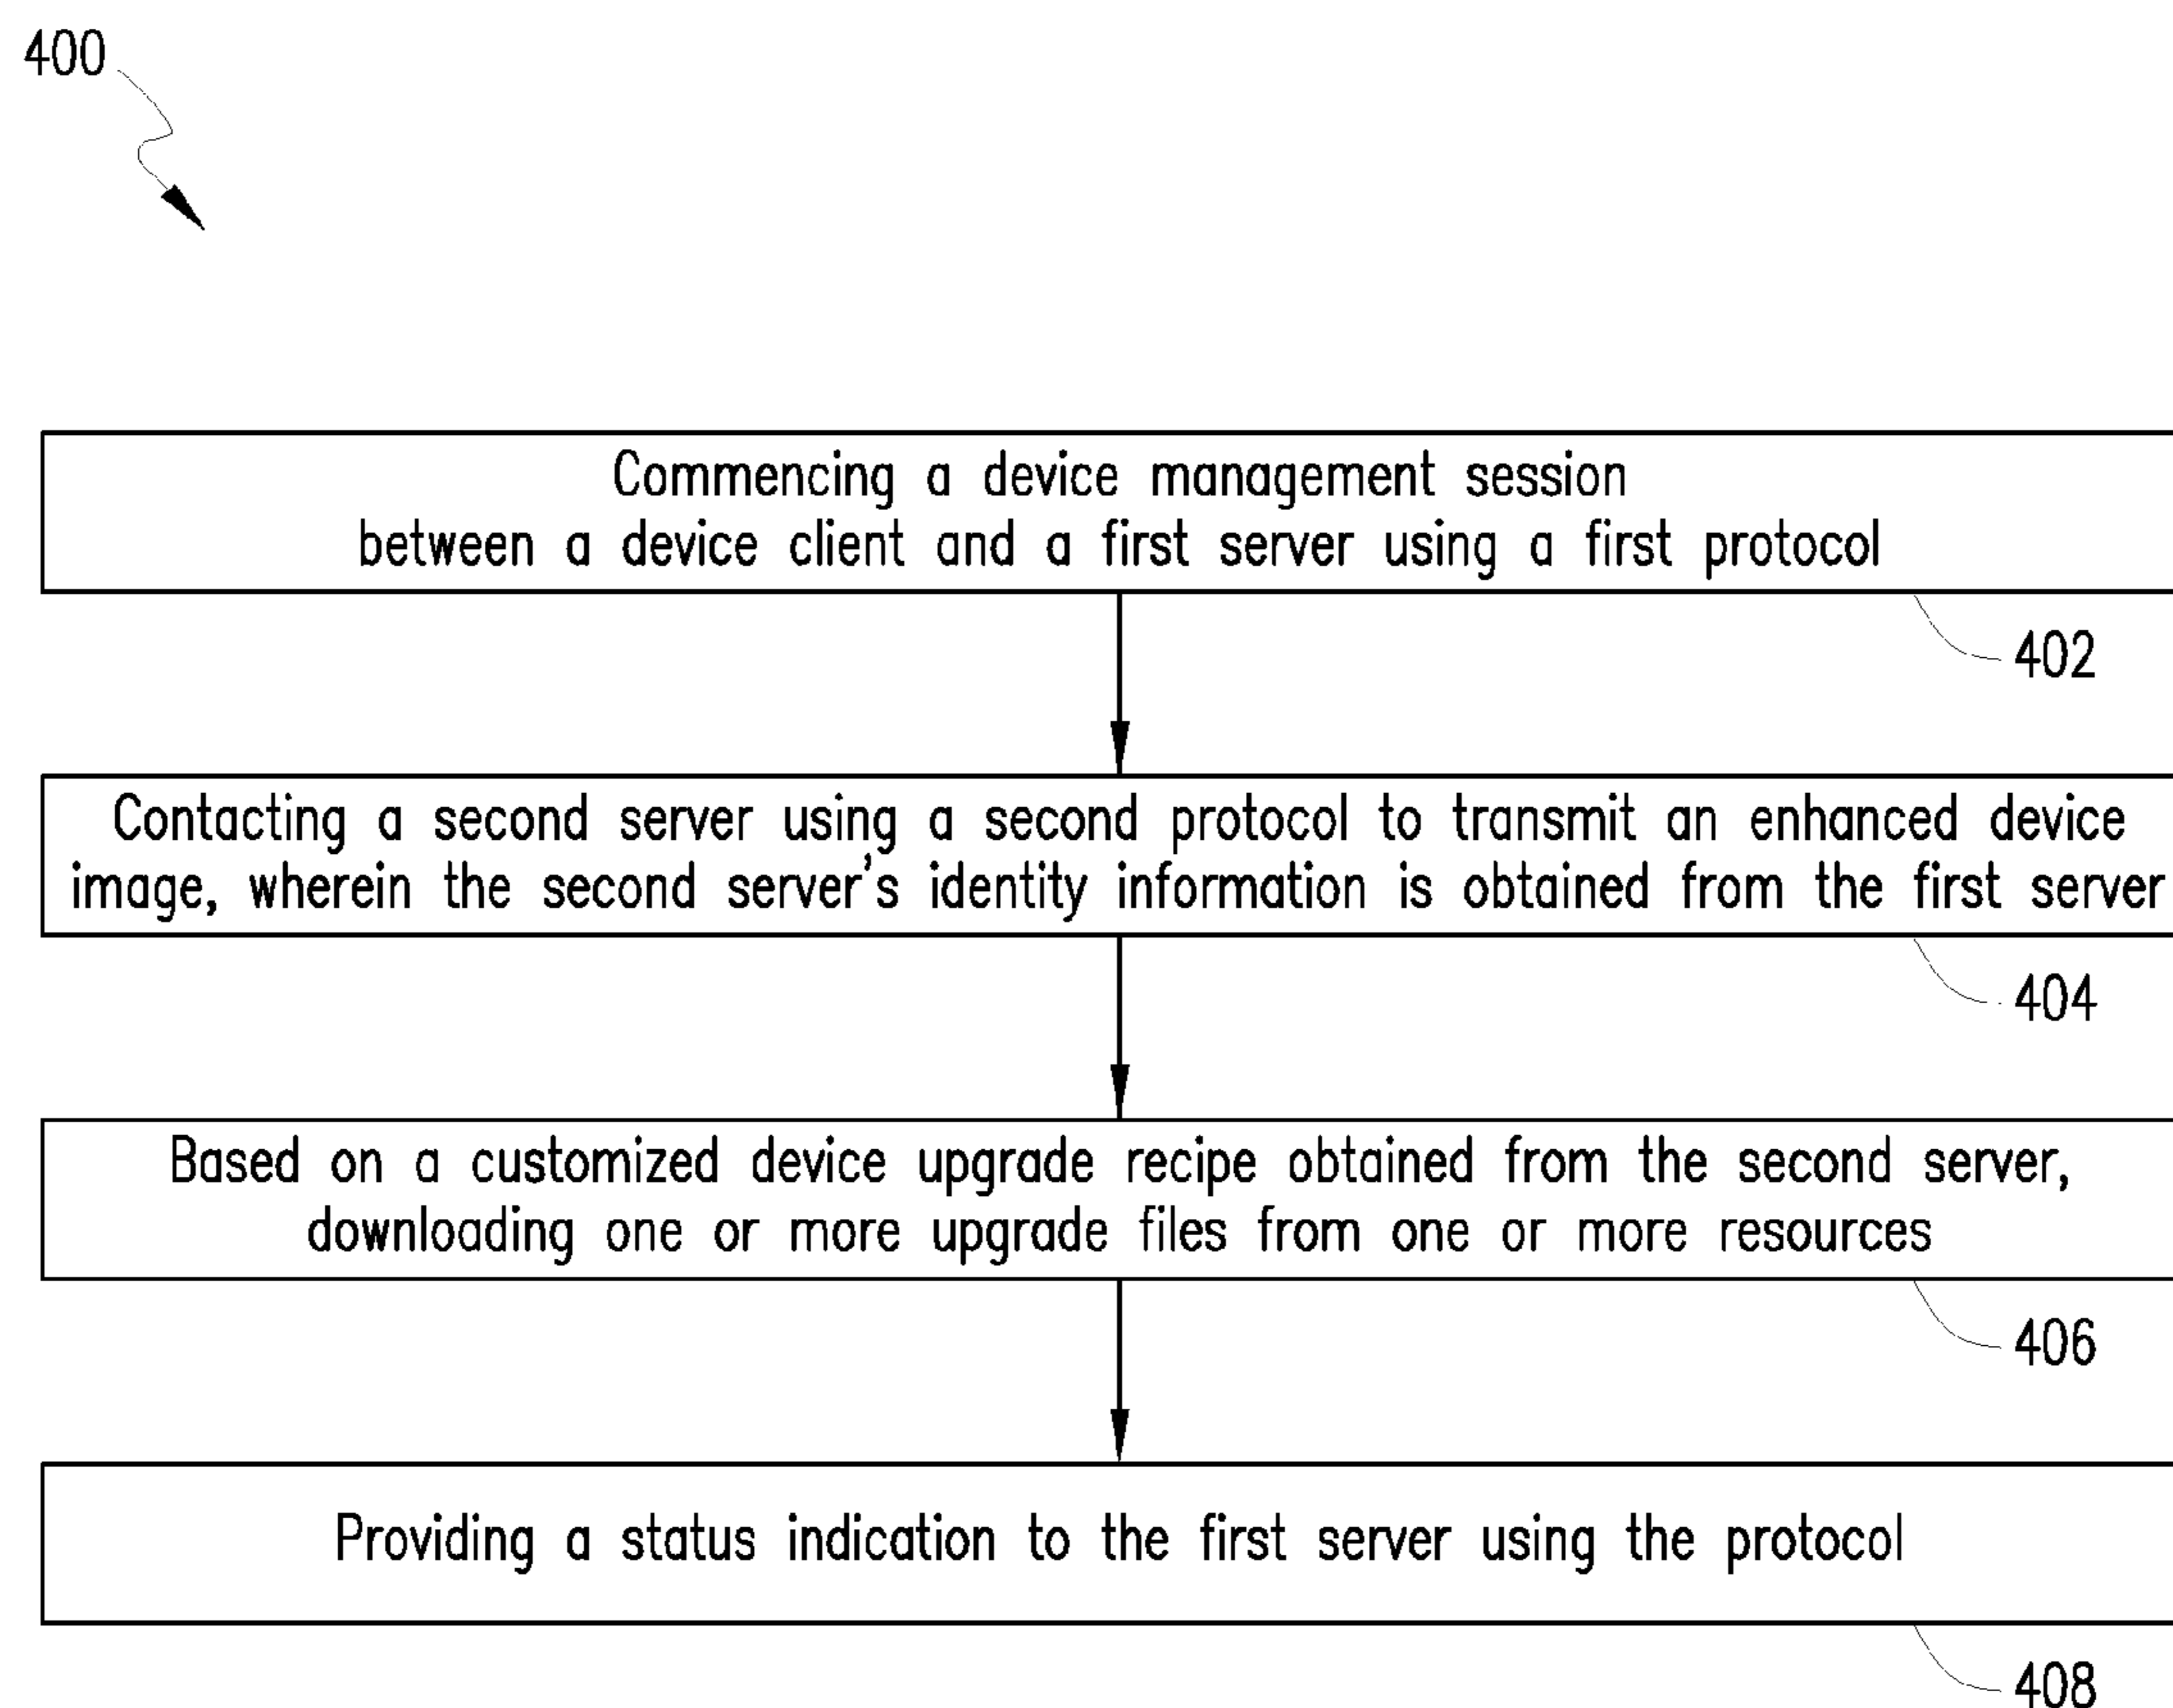 400
Commencing a device management session
between a device client and a first server using a first protocol
402
Contacting a second server using a second protocol to transmit an enhanced device
image, wherein the second server's identity information is obtained from the first server
404
Based on a customized device upgrade recipe obtained from the second server,
downloading one or more upgrade files from one or more resources
406
Providing a status indication to the first server using the protocol
408